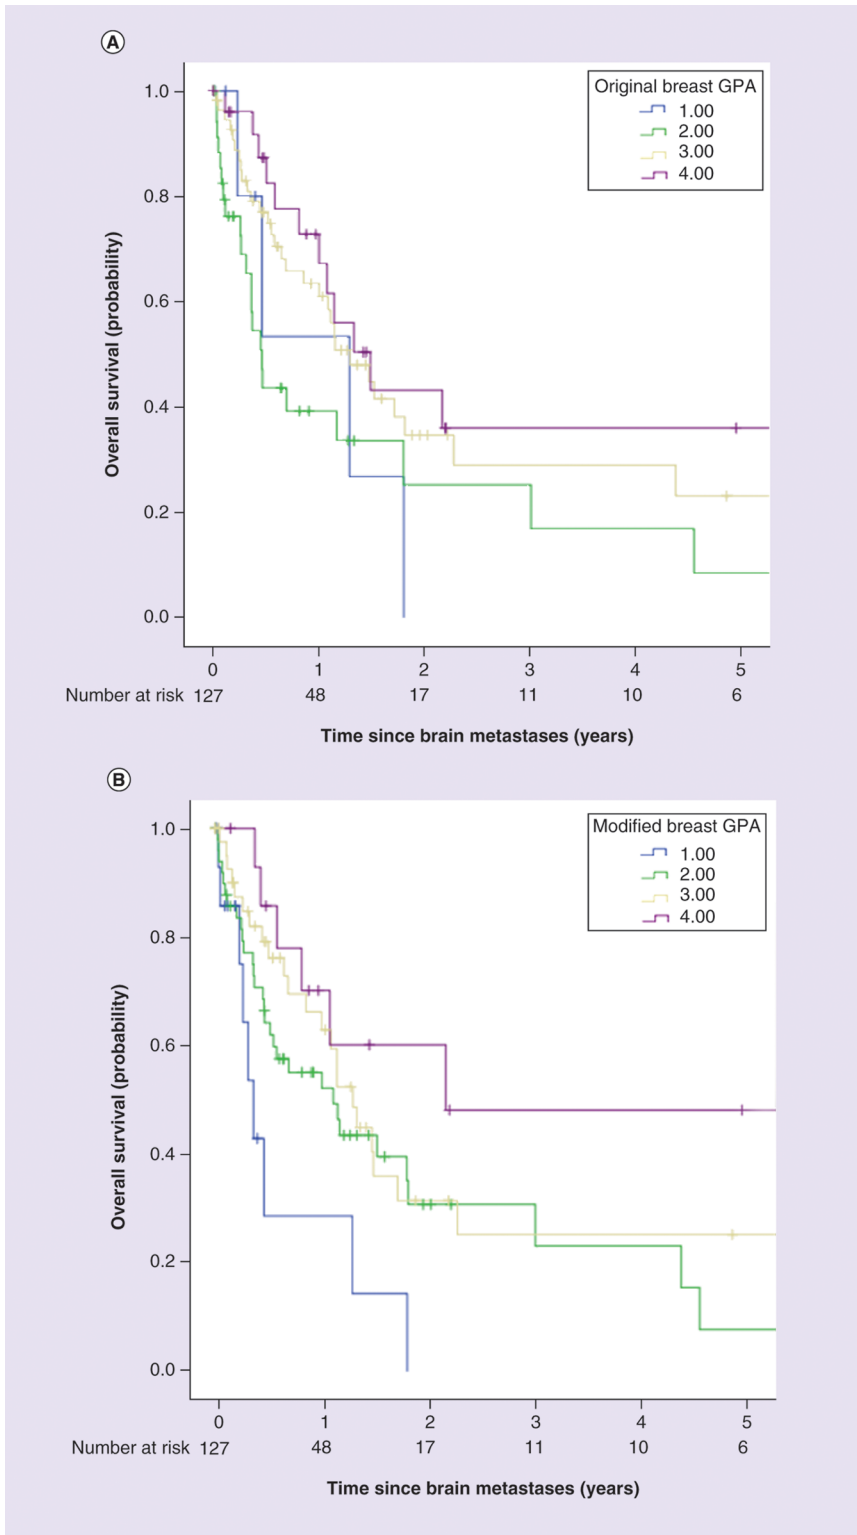 A
Original breast GPA
1.00
2.00
3.00
4.00
Overall survival (probability)
1.0
0.8
0.6
0.4
0.2
0.0
0 1 2 3 4 5
Number at risk 127 48 17 11 10 6
Time since brain metastases (years)
B
Modified breast GPA
1.00
2.00
3.00
4.00
Overall survival (probability)
1.0
0.8
0.6
0.4
0.2
0.0
0 1 2 3 4 5
Number at risk 127 48 17 11 10 6
Time since brain metastases (years)